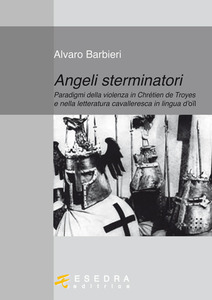 Alvaro Barbieri
Angeli sterminatori
Paradigmi della violenza in Chrétien de Troyes
e nella letteratura cavalleresca in lingua d'oïl
ESEDRA
editrice